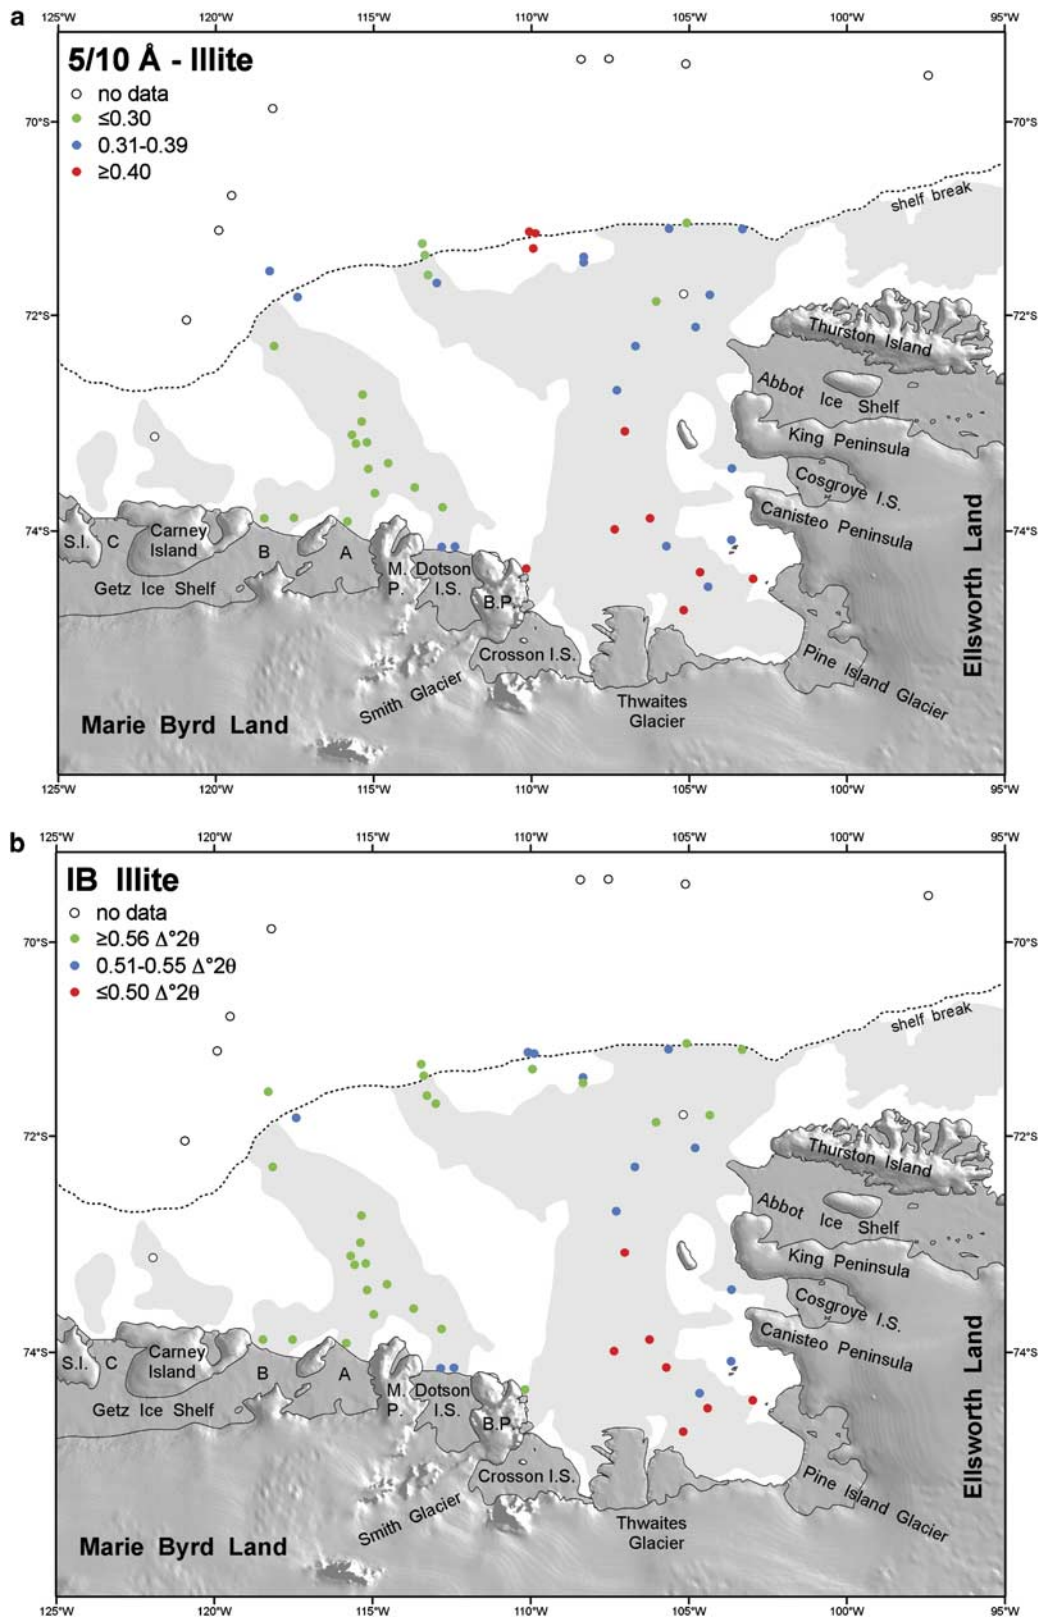 a
125°W 120°W 115°W 110°W 105°W 100°W 95°W
5/10 Å - Illite
no data
≤0.30
0.31-0.39
≥0.40
70°S 70°S
shelf break
72°S 72°S
Thurston Island
Abbot Ice Shelf
King Peninsula
Cosgrove I.S.
Canisteo Peninsula
74°S 74°S
S.I. C Carney Island B A M. P. Dotson I.S. B.P.
Getz Ice Shelf
Crosson I.S.
Smith Glacier
Thwaites Glacier
Pine Island Glacier
Ellsworth Land
Marie Byrd Land
125°W 120°W 115°W 110°W 105°W 100°W 95°W
b
125°W 120°W 115°W 110°W 105°W 100°W 95°W
IB Illite
no data
≥0.56 Δ°2θ
0.51-0.55 Δ°2θ
≤0.50 Δ°2θ
70°S 70°S
shelf break
72°S 72°S
Thurston Island
Abbot Ice Shelf
King Peninsula
Cosgrove I.S.
Canisteo Peninsula
74°S 74°S
S.I. C Carney Island B A M. P. Dotson I.S. B.P.
Getz Ice Shelf
Crosson I.S.
Smith Glacier
Thwaites Glacier
Pine Island Glacier
Ellsworth Land
Marie Byrd Land
125°W 120°W 115°W 110°W 105°W 100°W 95°W